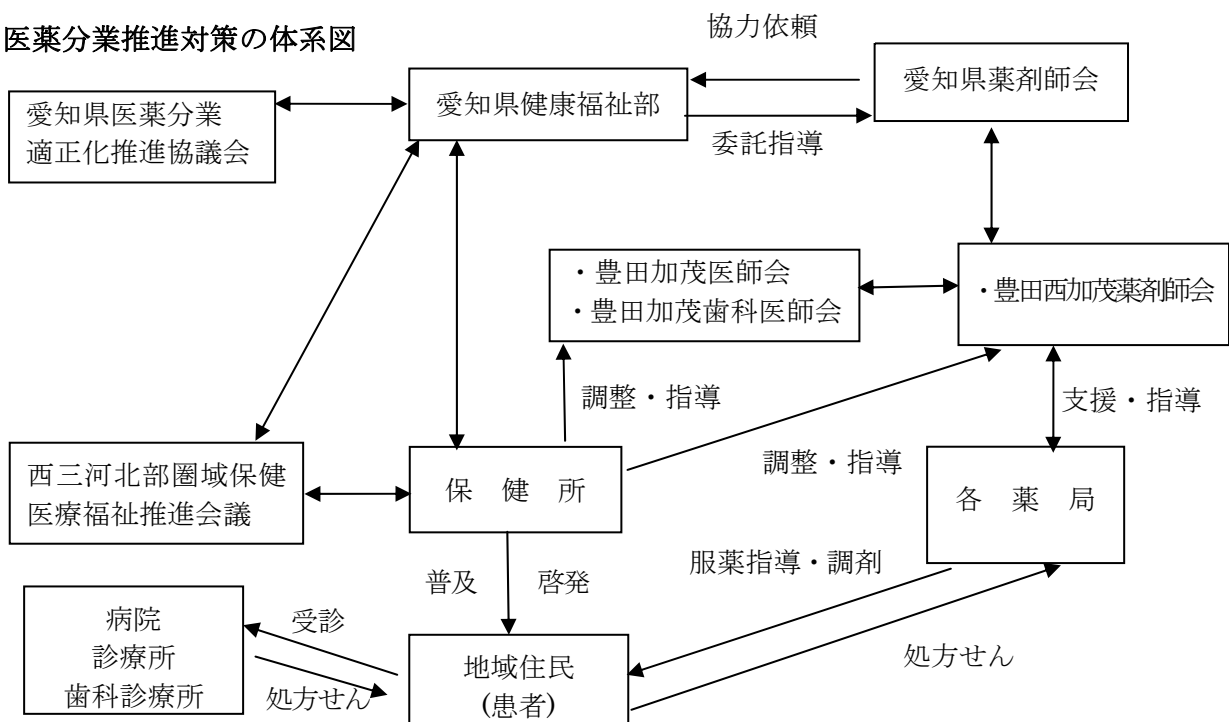 医薬分業推進対策の体系図
協力依頼
愛知県医薬分業
適正化推進協議会
愛知県健康福祉部
愛知県薬剤師会
委託指導
・豊田加茂医師会
・豊田加茂歯科医師会
・豊田西加茂薬剤師会
調整・指導
支援・指導
西三河北部圏域保健
医療福祉推進会議
保 健 所
調整・指導
各 薬 局
普及 啓発
服薬指導・調剤
病院
診療所
歯科診療所
受診
処方せん
地域住民
(患者)
処方せん